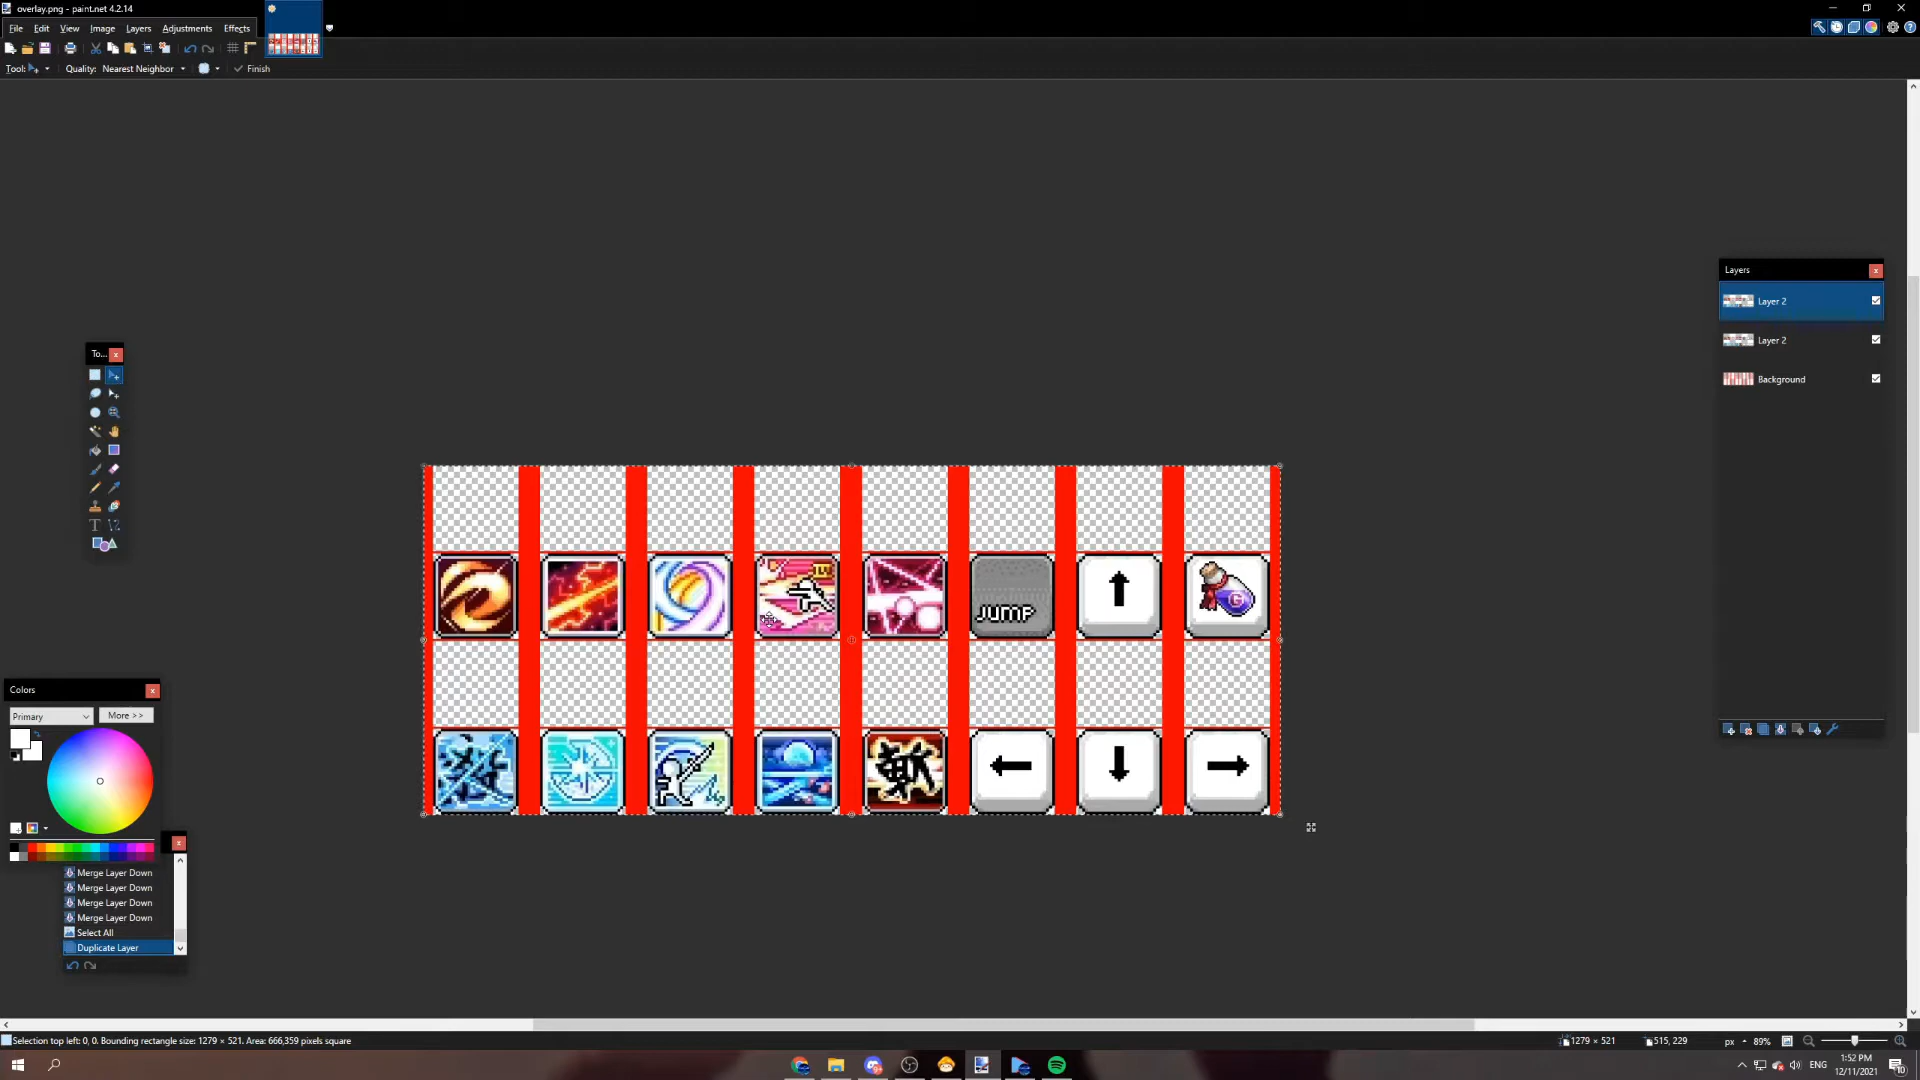 overlay.png - paint.net 4.2.14
File Edit View Image Layers Adjustments Effects
Tool: Quality: Nearest Neighbor Finish
Layers
Layer 2
Layer 2
Background
To...
JUMP
G
Colors
Primary
More >>
Merge Layer Down
Merge Layer Down
Merge Layer Down
Merge Layer Down
Select All
Duplicate Layer
Selection top left: 0, 0. Bounding rectangle size: 1279 × 521. Area: 666,359 pixels square
1279 × 521
515, 229
px
89%
ENG
1:52 PM
12/11/2021